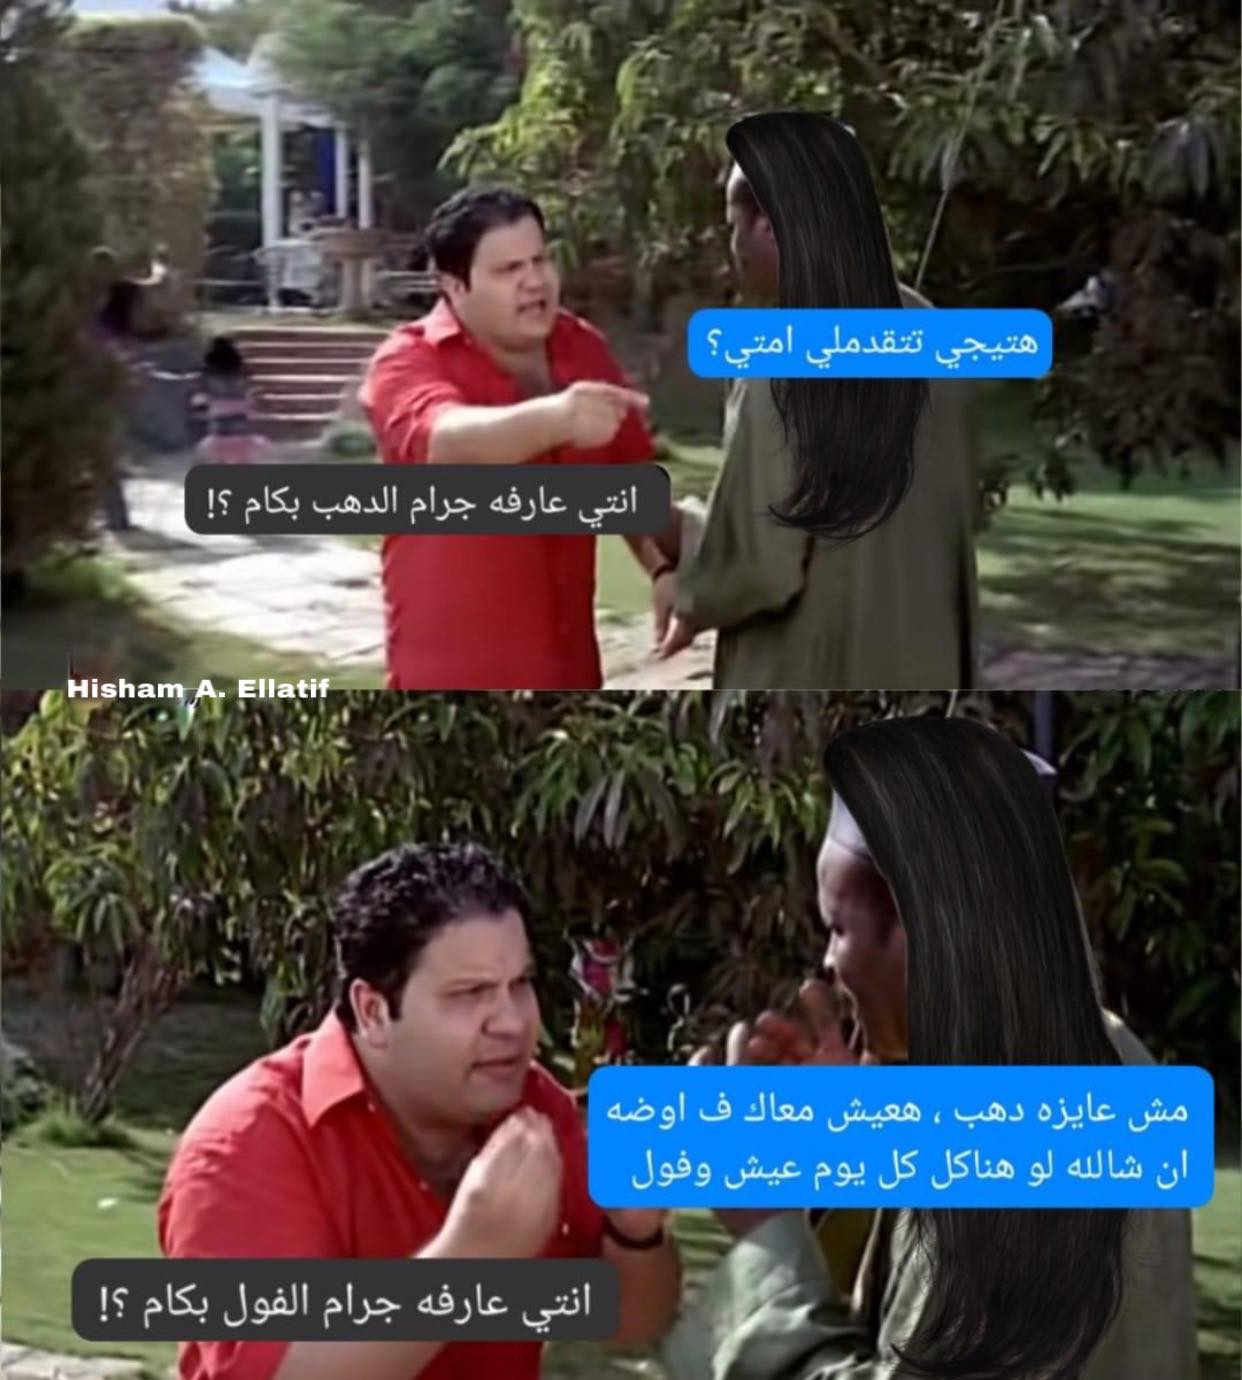 هتيجي تتقدملي امتي؟
انتي عارفه جرام الدهب بكام ؟!
Hisham A. Ellatif
مش عايزه دهب ، هعيش معاك ف اوضه
ان شالله لو هناكل كل يوم عيش وفول
انتي عارفه جرام الفول بكام ؟!